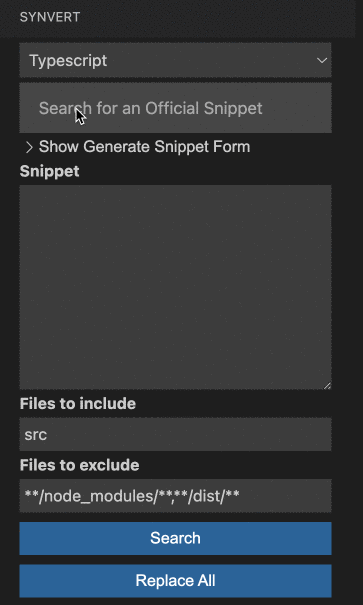 SYNVERT
Typescript
Search for an Official Snippet
Show Generate Snippet Form
Snippet
Files to include
src
Files to exclude
**/node_modules/**,**/dist/**
Search
Replace All